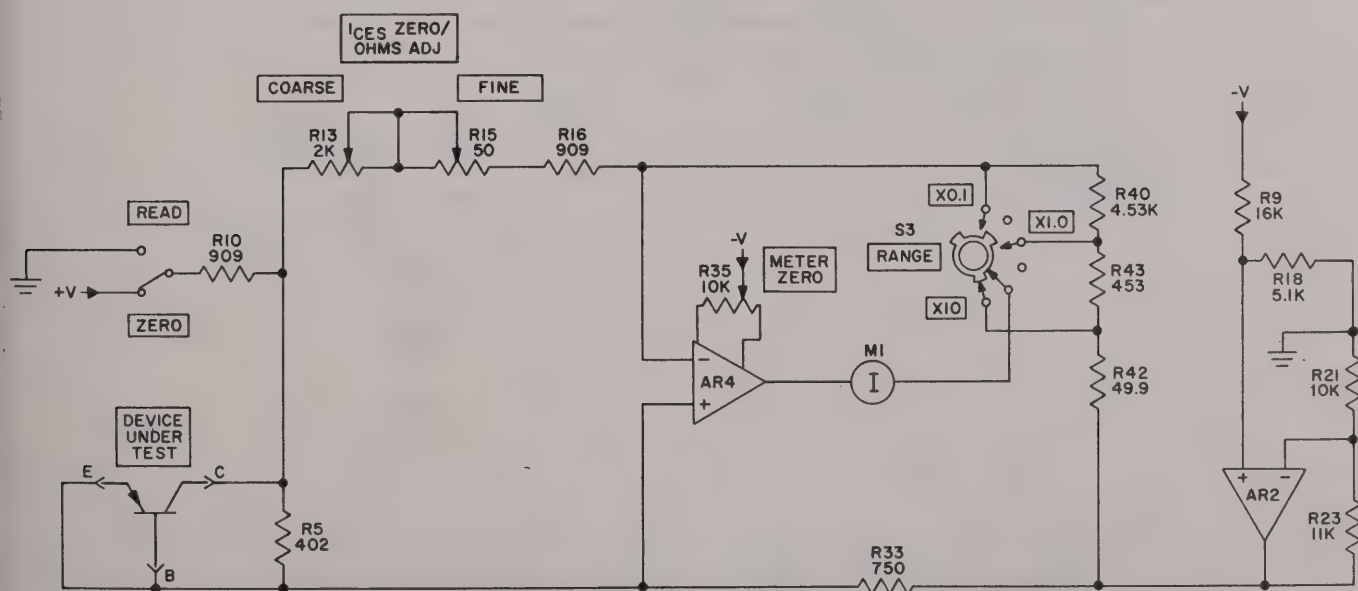 ICES ZERO/
OHMS ADJ
COARSE
FINE
R13
2K
R15
50
R16
909
READ
R10
909
+V
ZERO
DEVICE
UNDER
TEST
E
C
B
R5
402
-V
R35
10K
METER
ZERO
−
AR4
+
M1
I
R33
750
X0.1
X1.0
S3
RANGE
X10
R40
4.53K
R43
453
R42
49.9
-V
R9
16K
R18
5.1K
R21
10K
+ −
AR2
R23
11K